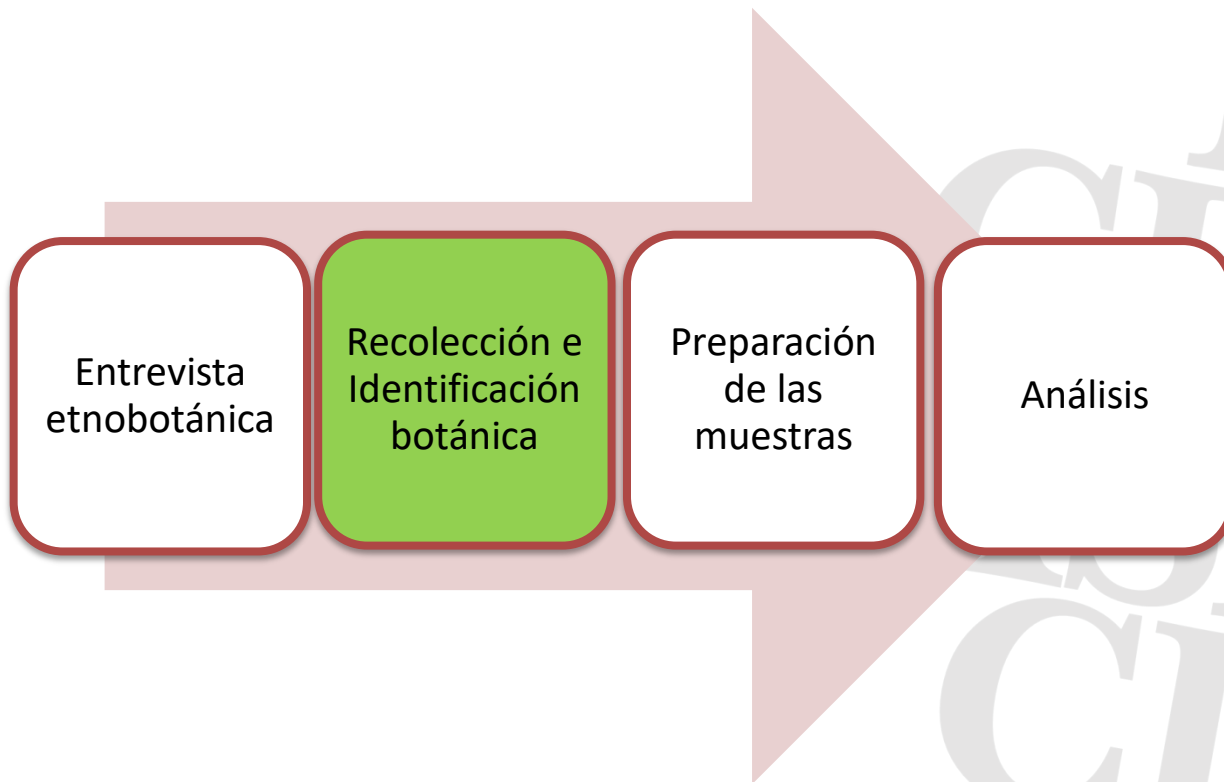 Entrevista
etnobotánica
Recolección e
Identificación
botánica
Preparación
de las
muestras
Análisis